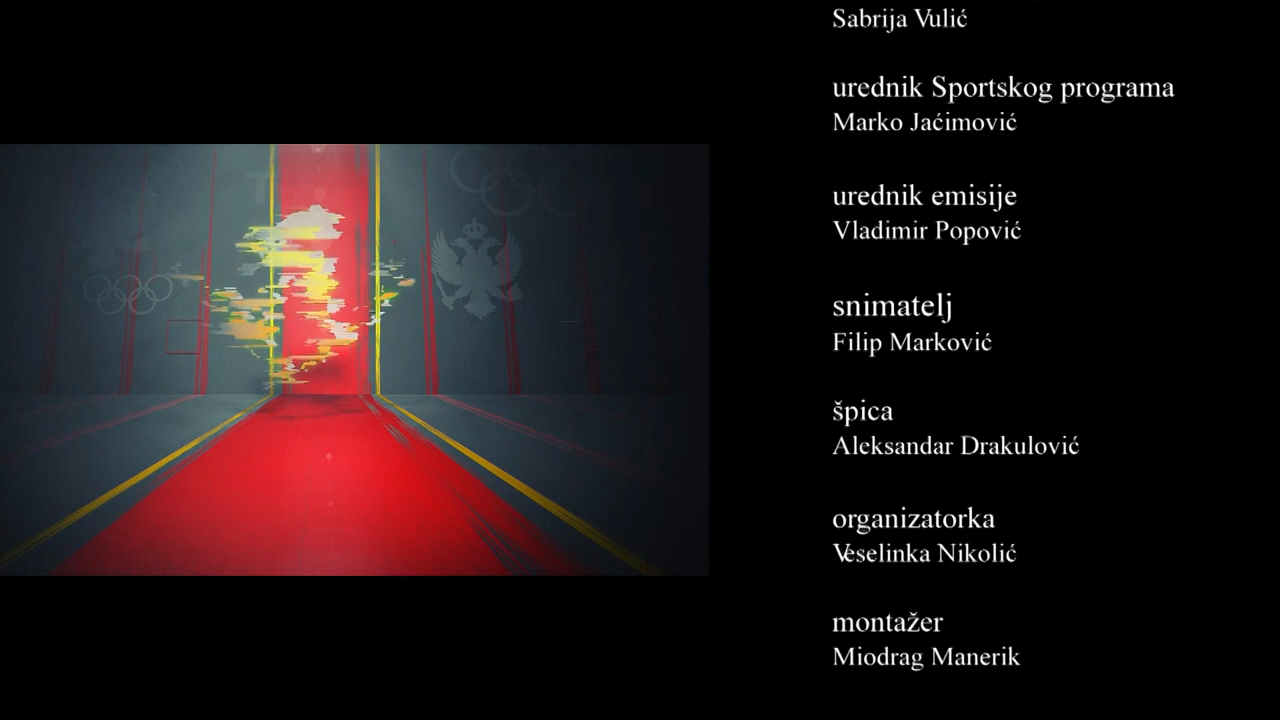 Sabrija Vulić
urednik Sportskog programa
Marko Jaćimović
urednik emisije
Vladimir Popović
snimatelj
Filip Marković
špica
Aleksandar Drakulović
organizatorka
Veselinka Nikolić
montažer
Miodrag Manerik